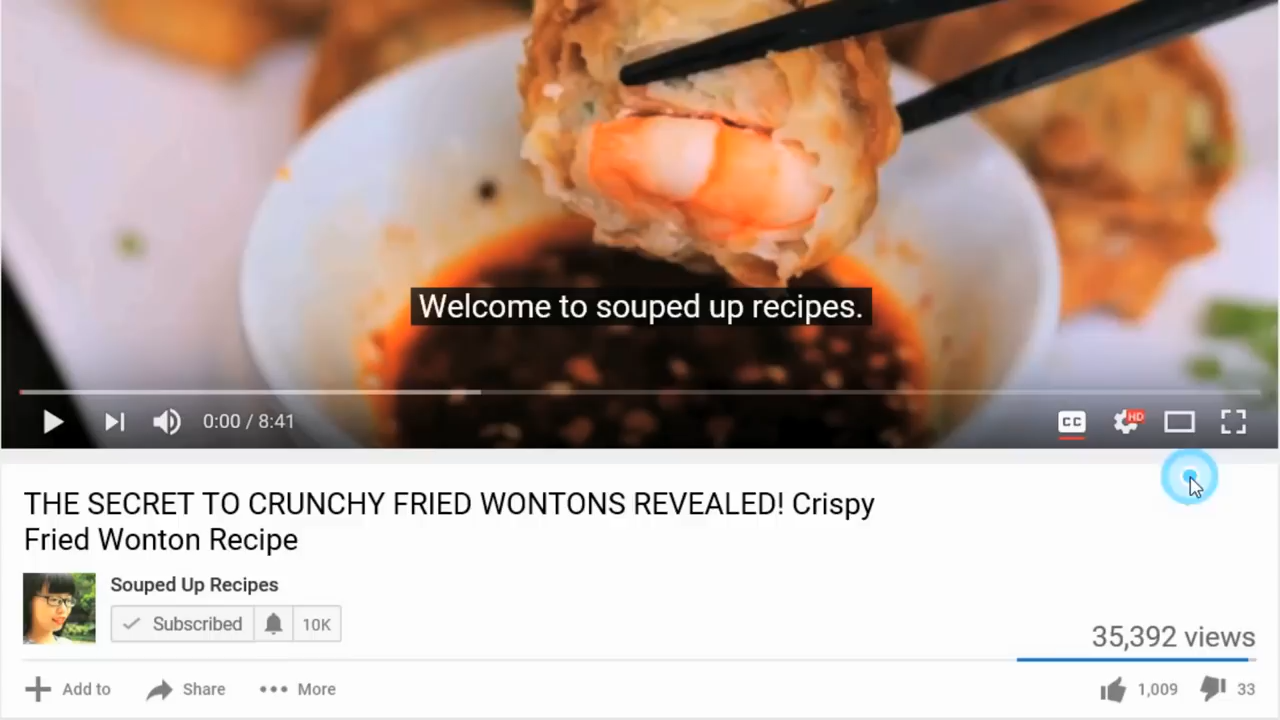 Welcome to souped up recipes.
0:00 / 8:41
CC
HD
THE SECRET TO CRUNCHY FRIED WONTONS REVEALED! Crispy
Fried Wonton Recipe
Souped Up Recipes
Subscribed
10K
35,392 views
Add to
Share
More
1,009
33